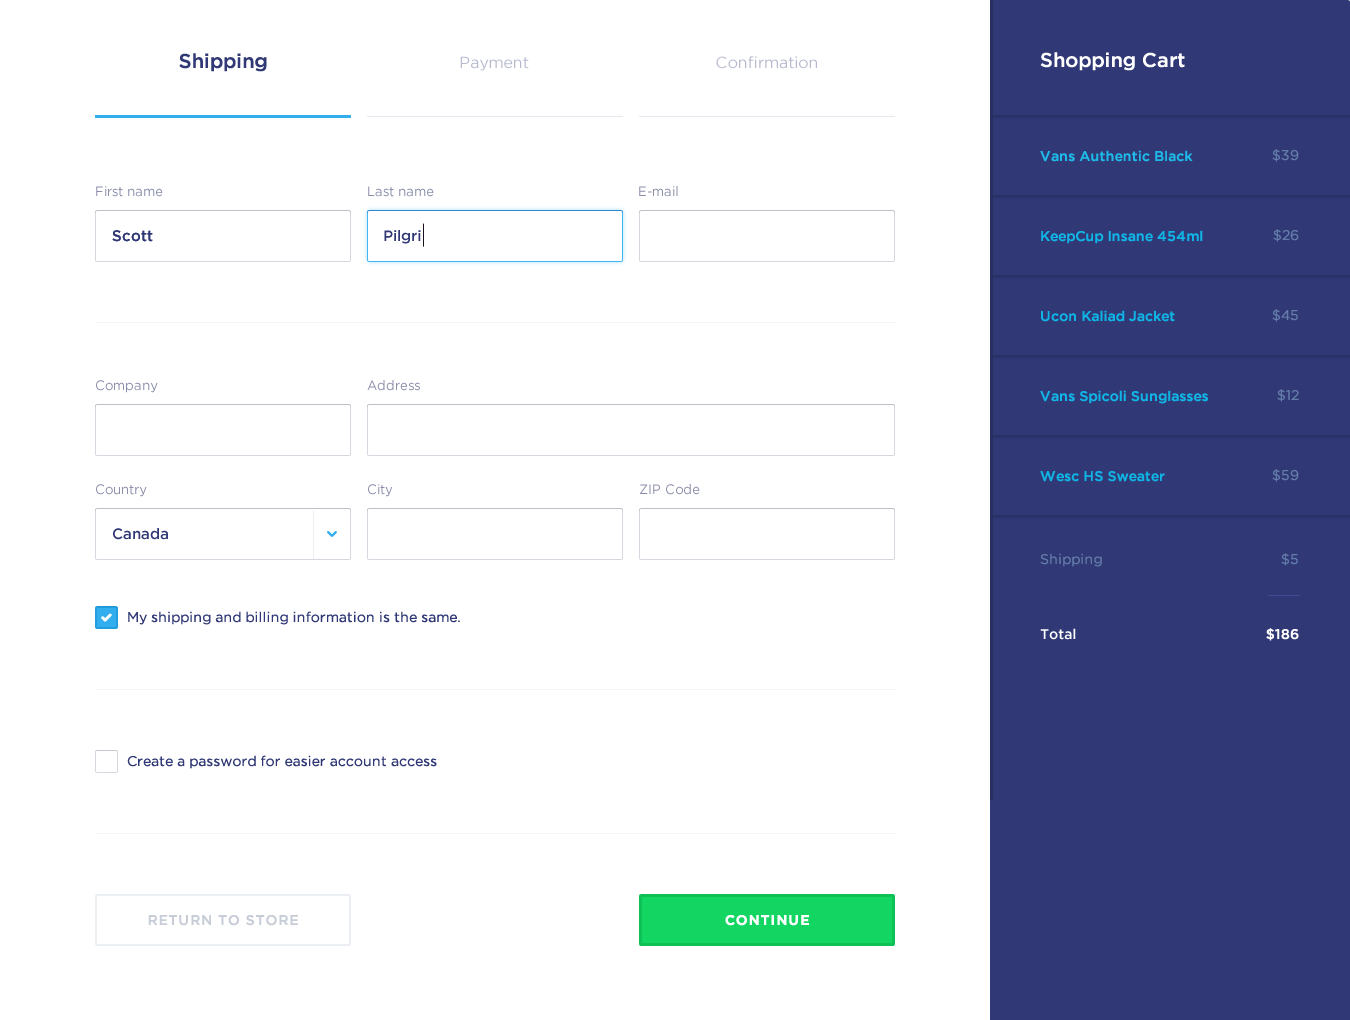 Shipping
Payment
Confirmation
First name
Last name
E-mail
Scott
Pilgri
Company
Address
Country
City
ZIP Code
Canada
My shipping and billing information is the same.
Create a password for easier account access
RETURN TO STORE
CONTINUE
Shopping Cart
Vans Authentic Black $39
KeepCup Insane 454ml $26
Ucon Kaliad Jacket $45
Vans Spicoli Sunglasses $12
Wesc HS Sweater $59
Shipping $5
Total $186